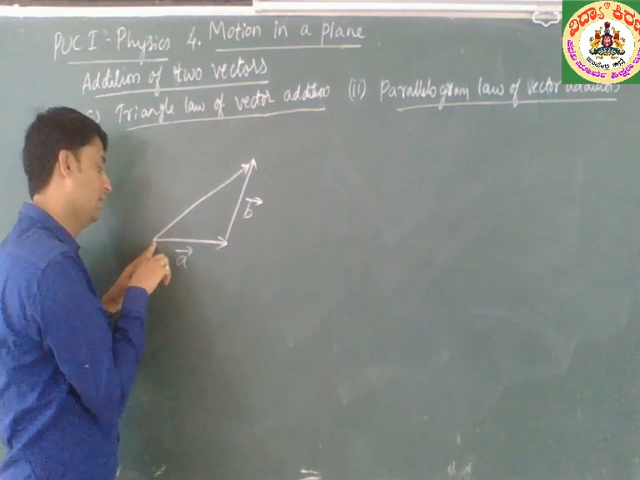 PUC I :- Physics 4. Motion in a plane
Addition of two vectors
i) Triangle law of vector addition (ii) Parallelogram law of vector addition
b
a